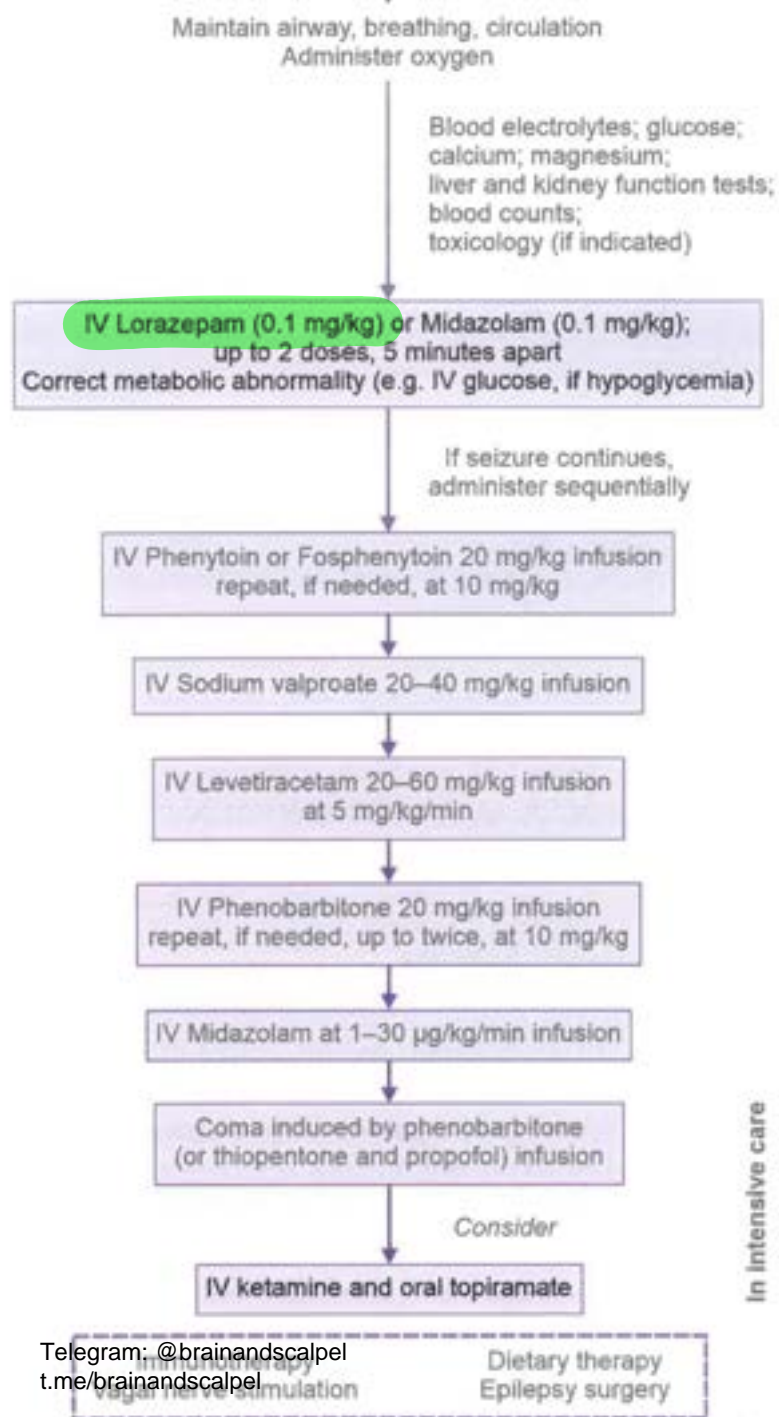 Maintain airway, breathing, circulation
Administer oxygen
Blood electrolytes; glucose;
calcium; magnesium;
liver and kidney function tests;
blood counts;
toxicology (if indicated)
IV Lorazepam (0.1 mg/kg) or Midazolam (0.1 mg/kg);
up to 2 doses, 5 minutes apart
Correct metabolic abnormality (e.g. IV glucose, if hypoglycemia)
If seizure continues,
administer sequentially
IV Phenytoin or Fosphenytoin 20 mg/kg infusion
repeat, if needed, at 10 mg/kg
IV Sodium valproate 20–40 mg/kg infusion
IV Levetiracetam 20–60 mg/kg infusion
at 5 mg/kg/min
IV Phenobarbitone 20 mg/kg infusion
repeat, if needed, up to twice, at 10 mg/kg
IV Midazolam at 1–30 µg/kg/min infusion
Coma induced by phenobarbitone
(or thiopentone and propofol) infusion
In intensive care
Consider
IV ketamine and oral topiramate
Telegram: @brainandscalpel
t.me/brainandscalpel
Immunotherapy
Dietary therapy
Vagal nerve stimulation
Epilepsy surgery